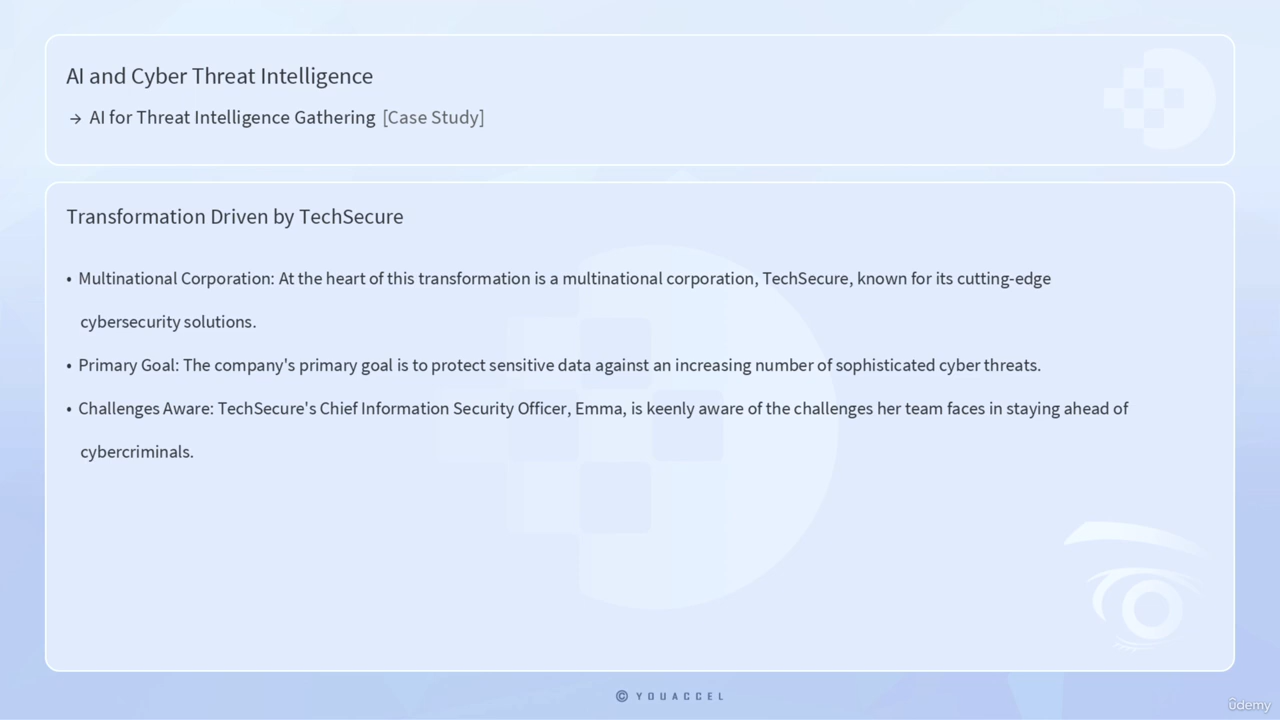 AI and Cyber Threat Intelligence
→ AI for Threat Intelligence Gathering [Case Study]
Transformation Driven by TechSecure
• Multinational Corporation: At the heart of this transformation is a multinational corporation, TechSecure, known for its cutting-edge
cybersecurity solutions.
• Primary Goal: The company's primary goal is to protect sensitive data against an increasing number of sophisticated cyber threats.
• Challenges Aware: TechSecure's Chief Information Security Officer, Emma, is keenly aware of the challenges her team faces in staying ahead of
cybercriminals.
© YOUACCEL
ûdemy